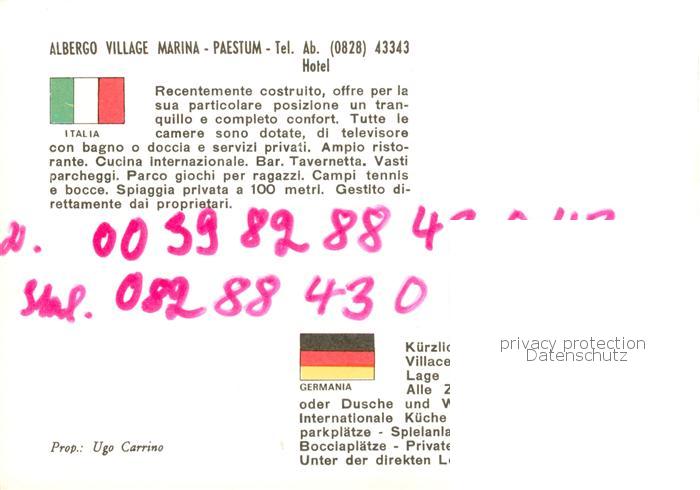 ALBERGO VILLAGE MARINA - PAESTUM - Tel. Ab. (0828) 43343
Hotel
ITALIA
Recentemente costruito, offre per la
sua particolare posizione un tran-
quillo e completo confort. Tutte le
camere sono dotate, di televisore
con bagno o doccia e servizi privati. Ampio risto-
rante. Cucina internazionale. Bar. Tavernetta. Vasti
parcheggi. Parco giochi per ragazzi. Campi tennis
e bocce. Spiaggia privata a 100 metri. Gestito di-
rettamente dai proprietari.
00 39 82 88 4
082 88 43 0
privacy protection
Datenschutz
GERMANIA
Kürzlic
Villace
Lage
Alle Z
oder Dusche und W
Internationale Küche
parkplätze - Spielanla
Bocciaplätze - Private
Unter der direkten L
Prop.: Ugo Carrino